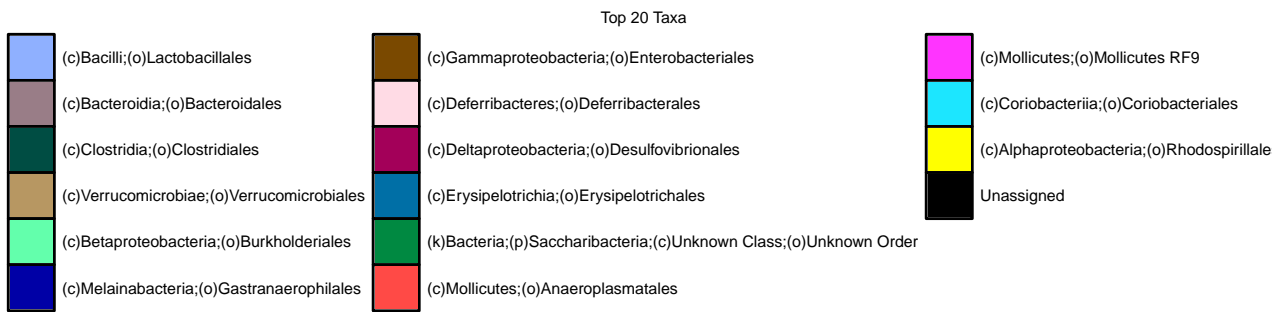 Top 20 Taxa
(c)Bacilli;(o)Lactobacillales
(c)Bacteroidia;(o)Bacteroidales
(c)Clostridia;(o)Clostridiales
(c)Verrucomicrobiae;(o)Verrucomicrobiales
(c)Betaproteobacteria;(o)Burkholderiales
(c)Melainabacteria;(o)Gastranaerophilales
(c)Gammaproteobacteria;(o)Enterobacteriales
(c)Deferribacteres;(o)Deferribacterales
(c)Deltaproteobacteria;(o)Desulfovibrionales
(c)Erysipelotrichia;(o)Erysipelotrichales
(k)Bacteria;(p)Saccharibacteria;(c)Unknown Class;(o)Unknown Order
(c)Mollicutes;(o)Anaeroplasmatales
(c)Mollicutes;(o)Mollicutes RF9
(c)Coriobacteriia;(o)Coriobacteriales
(c)Alphaproteobacteria;(o)Rhodospirillale
Unassigned